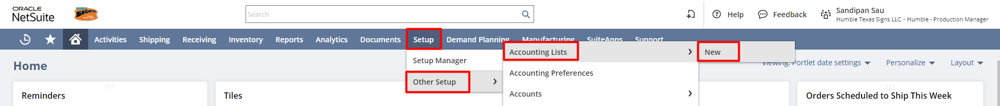 ORACLE
NetSuite
SIGN CO
Search
Help
Feedback
Sandipan Sau
Humble Texas Signs LLC - Humble - Production Manager
Activities Shipping Receiving Inventory Reports Analytics Documents Setup Demand Planning Manufacturing SuiteApps Support
Setup Manager
Other Setup
Accounting Lists
New
Accounting Preferences
Accounts
Home
Viewing: Portlet date settings Personalize Layout
Reminders
Tiles
Orders Scheduled to Ship This Week